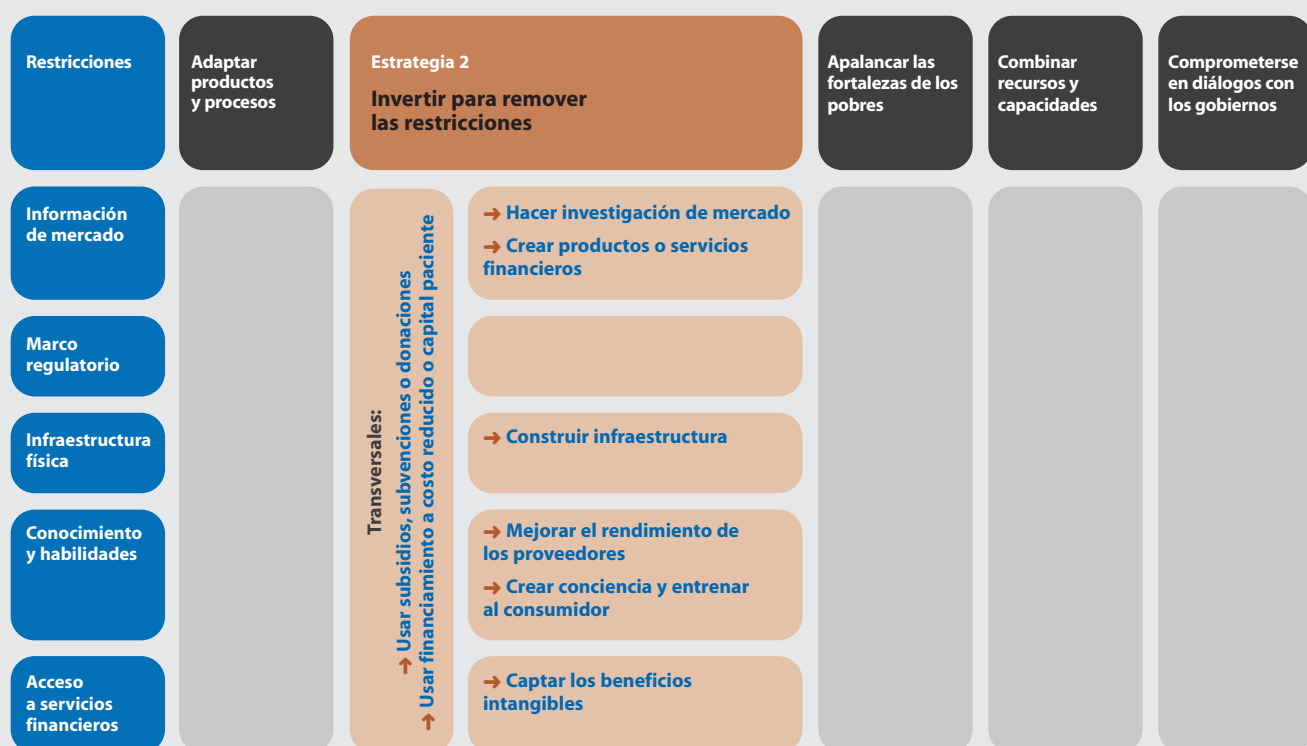 Restricciones
Adaptar
productos
y procesos
Estrategia 2
Invertir para remover
las restricciones
Apalancar las
fortalezas de los
pobres
Combinar
recursos y
capacidades
Comprometerse
en diálogos con
los gobiernos
Información
de mercado
Transversales:
➔ Usar subsidios, subvenciones o donaciones
➔ Usar financiamiento a costo reducido o capital paciente
➔ Hacer investigación de mercado
➔ Crear productos o servicios
financieros
Marco
regulatorio
Infraestructura
física
➔ Construir infraestructura
Conocimiento
y habilidades
➔ Mejorar el rendimiento de
los proveedores
➔ Crear conciencia y entrenar
al consumidor
Acceso
a servicios
financieros
➔ Captar los beneficios
intangibles